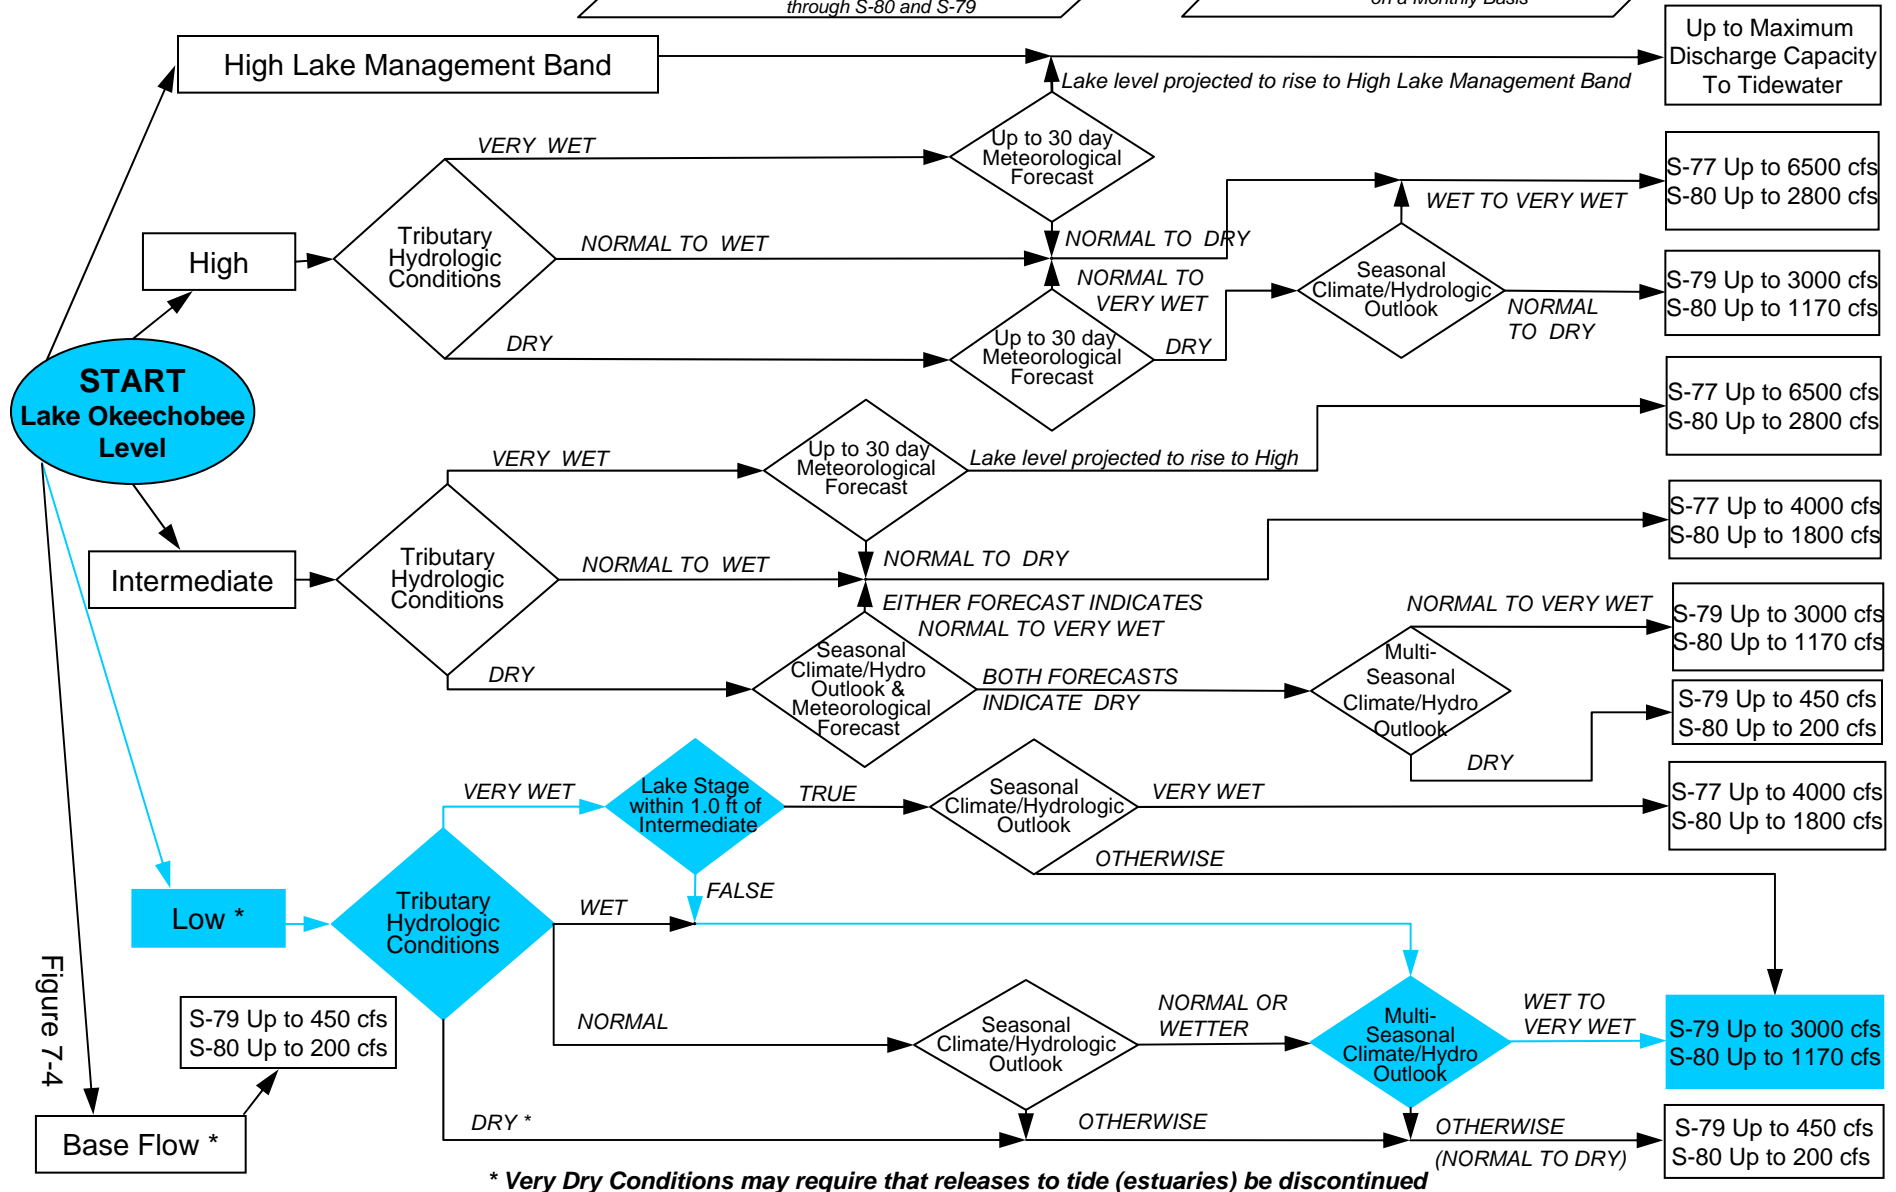 through S-80 and S-79
on a Monthly Basis
High Lake Management Band
Lake level projected to rise to High Lake Management Band
Up to Maximum
Discharge Capacity
To Tidewater
VERY WET
Up to 30 day
Meteorological
Forecast
S-77 Up to 6500 cfs
S-80 Up to 2800 cfs
WET TO VERY WET
High
Tributary
Hydrologic
Conditions
NORMAL TO WET
NORMAL TO DRY
NORMAL TO
VERY WET
Seasonal
Climate/Hydrologic
Outlook
NORMAL
TO DRY
S-79 Up to 3000 cfs
S-80 Up to 1170 cfs
DRY
Up to 30 day
Meteorological
Forecast
DRY
START
Lake Okeechobee
Level
VERY WET
Up to 30 day
Meteorological
Forecast
Lake level projected to rise to High
S-77 Up to 6500 cfs
S-80 Up to 2800 cfs
Intermediate
Tributary
Hydrologic
Conditions
NORMAL TO WET
NORMAL TO DRY
S-77 Up to 4000 cfs
S-80 Up to 1800 cfs
EITHER FORECAST INDICATES
NORMAL TO VERY WET
DRY
Seasonal
Climate/Hydro
Outlook &
Meteorological
Forecast
BOTH FORECASTS
INDICATE DRY
Multi-
Seasonal
Climate/Hydro
Outlook
NORMAL TO VERY WET
S-79 Up to 3000 cfs
S-80 Up to 1170 cfs
DRY
S-79 Up to 450 cfs
S-80 Up to 200 cfs
Low *
Tributary
Hydrologic
Conditions
VERY WET
Lake Stage
within 1.0 ft of
Intermediate
TRUE
Seasonal
Climate/Hydrologic
Outlook
VERY WET
S-77 Up to 4000 cfs
S-80 Up to 1800 cfs
OTHERWISE
FALSE
WET
NORMAL
Seasonal
Climate/Hydrologic
Outlook
NORMAL OR
WETTER
Multi-
Seasonal
Climate/Hydro
Outlook
WET TO
VERY WET
S-79 Up to 3000 cfs
S-80 Up to 1170 cfs
DRY *
OTHERWISE
OTHERWISE
(NORMAL TO DRY)
S-79 Up to 450 cfs
S-80 Up to 200 cfs
Figure 7-4
S-79 Up to 450 cfs
S-80 Up to 200 cfs
Base Flow *
* Very Dry Conditions may require that releases to tide (estuaries) be discontinued